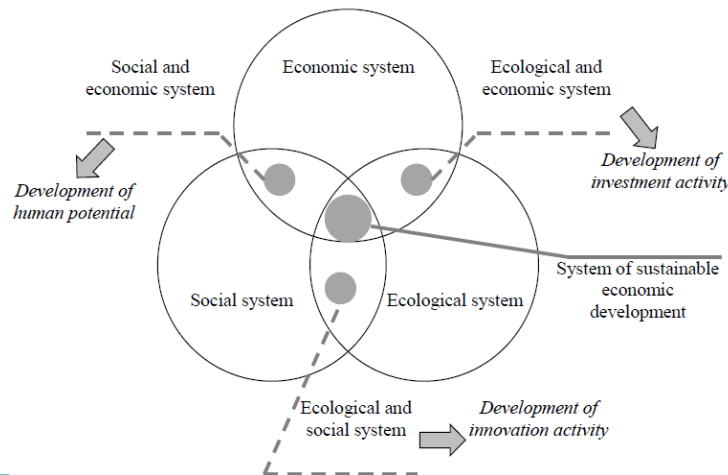 Social and
economic system
Economic system
Ecological and
economic system
Development of
human potential
Development of
investment activity
Social system
Ecological system
System of sustainable
economic
development
Ecological and
social system
Development of
innovation activity